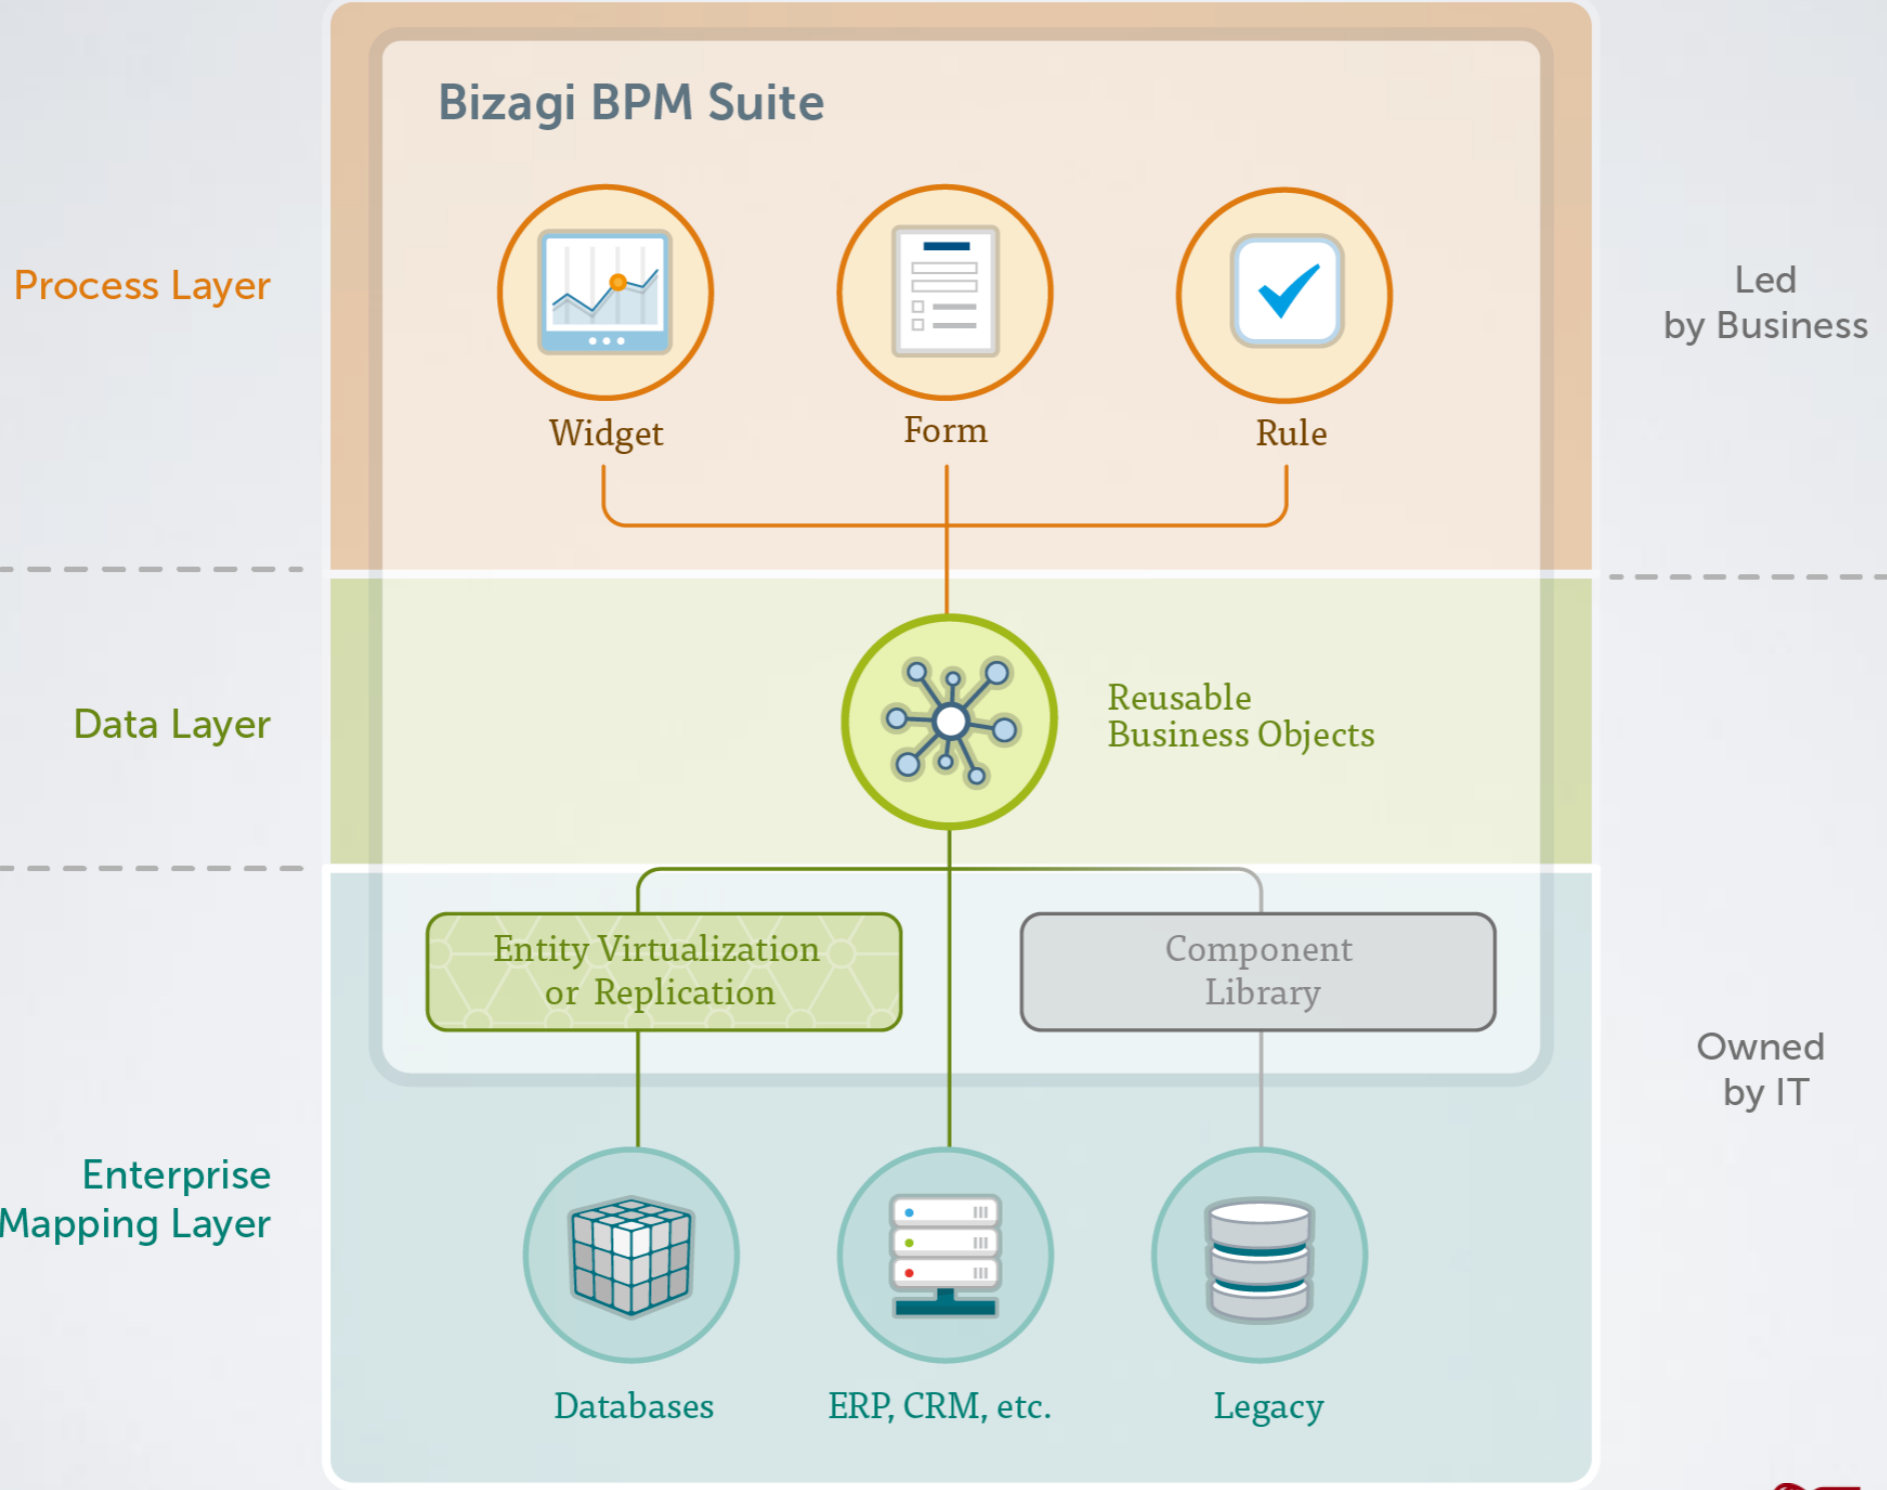 Bizagi BPM Suite
Process Layer
Widget
Form
Rule
Led
by Business
Data Layer
Reusable
Business Objects
Entity Virtualization
or Replication
Component
Library
Owned
by IT
Enterprise
Mapping Layer
Databases
ERP, CRM, etc.
Legacy